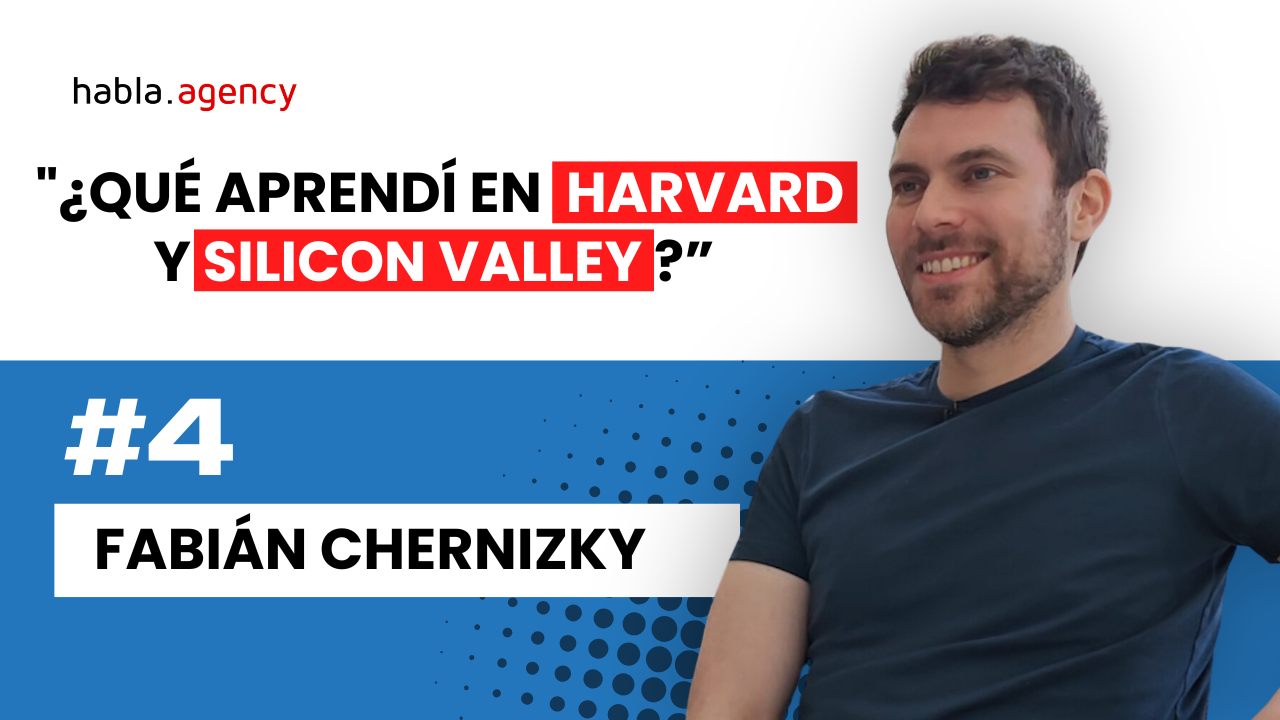 habla.agency
"¿QUÉ APRENDÍ EN HARVARD
Y SILICON VALLEY?”
#4
FABIÁN CHERNIZKY